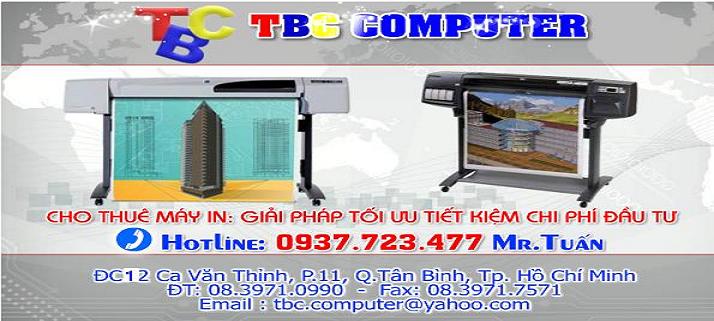 TBC
TBC COMPUTER
CHO THUÊ MÁY IN: GIẢI PHÁP TỐI ƯU TIẾT KIỆM CHI PHÍ ĐẦU TƯ
HOTLINE: 0937.723.477 MR.TUẤN
ĐC12 Ca Văn Thỉnh, P.11, Q.Tân Bình, Tp. Hồ Chí Minh
ĐT: 08.3971.0990 - Fax: 08.3971.7571
Email : tbc.computer@yahoo.com